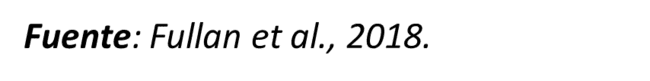 Fuente: Fullan et al., 2018.